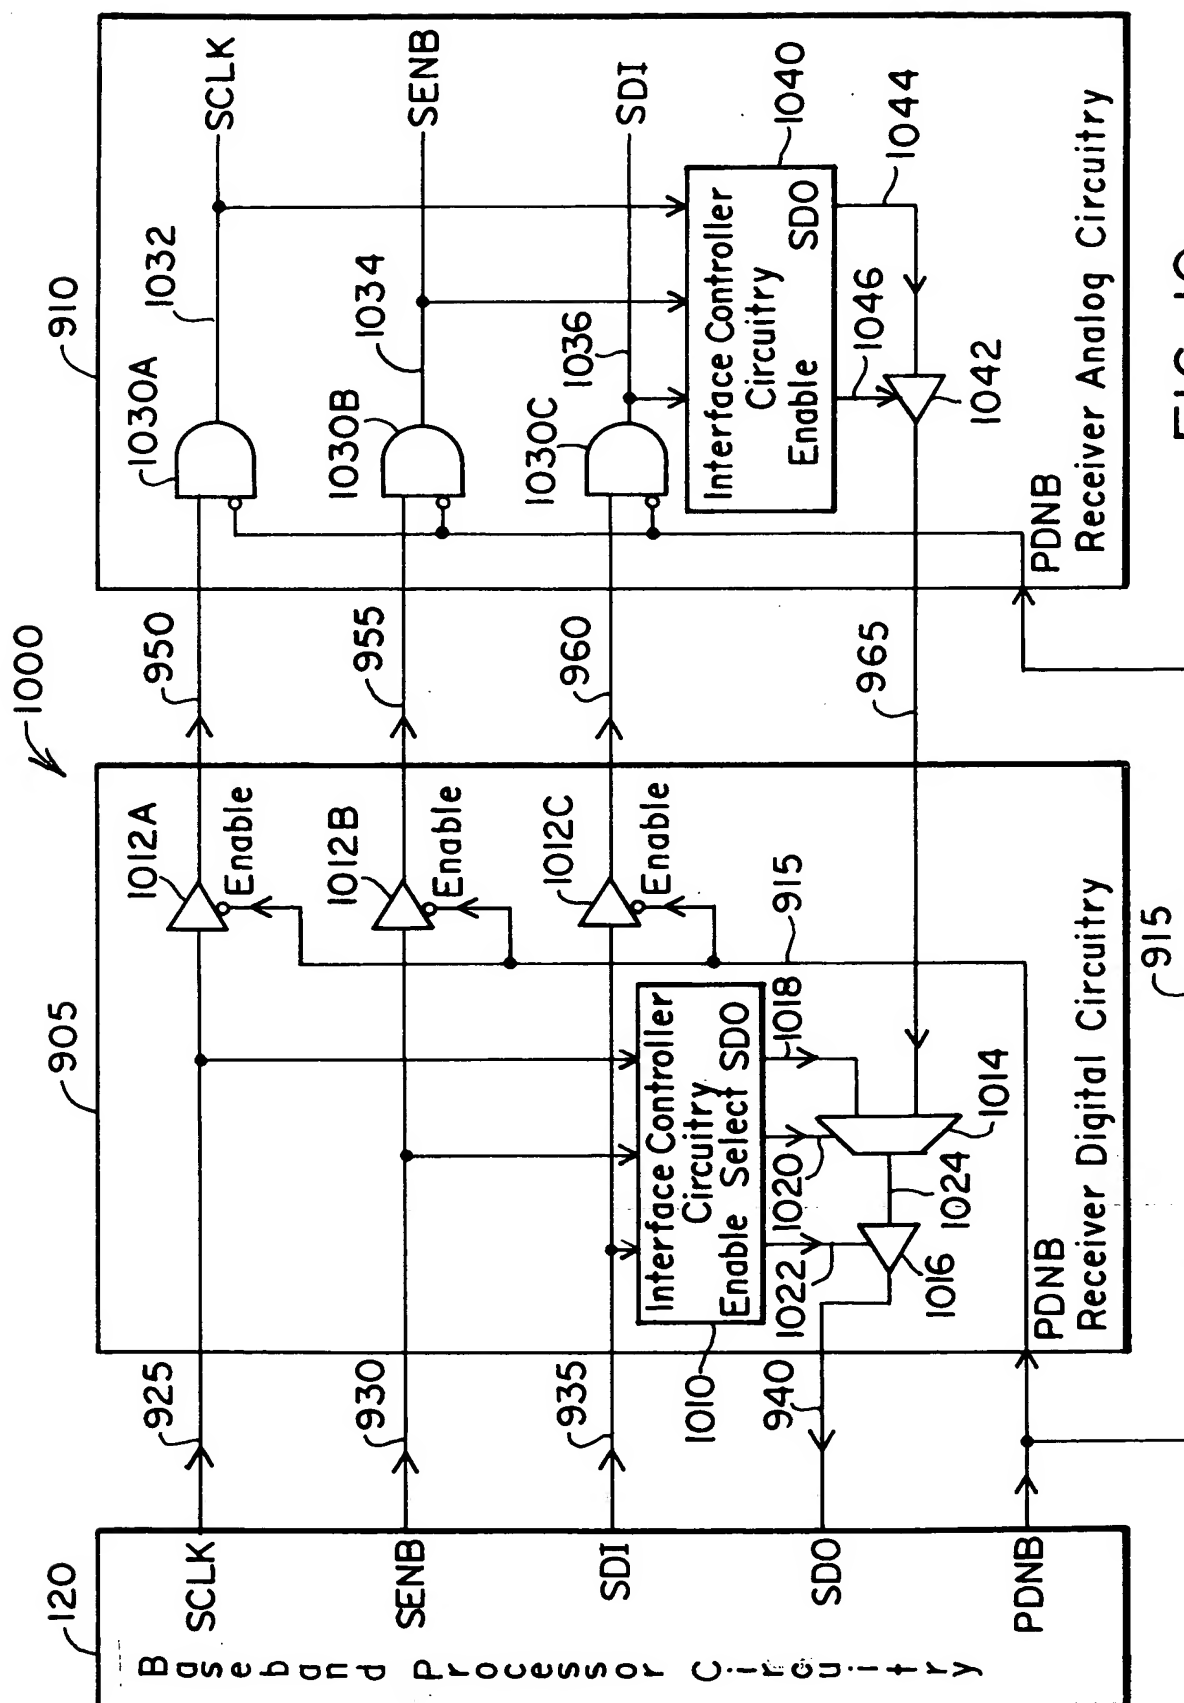 1000
120
Baseband Processor Circuitry
SCLK
SENB
SDI
SDO
PDNB
925
930
935
940
905
1012A
Enable
1012B
Enable
1012C
Enable
Interface Controller
Circuitry
Enable Select SDO
1010
1022
1020
1018
915
1016
1024
1014
PDNB
Receiver Digital Circuitry
915
950
955
960
965
910
1030A
1032
SCLK
1030B
1034
SENB
1030C
1036
SDI
Interface Controller
Circuitry
Enable SDO
1040
1046
1044
1042
PDNB
Receiver Analog Circuitry